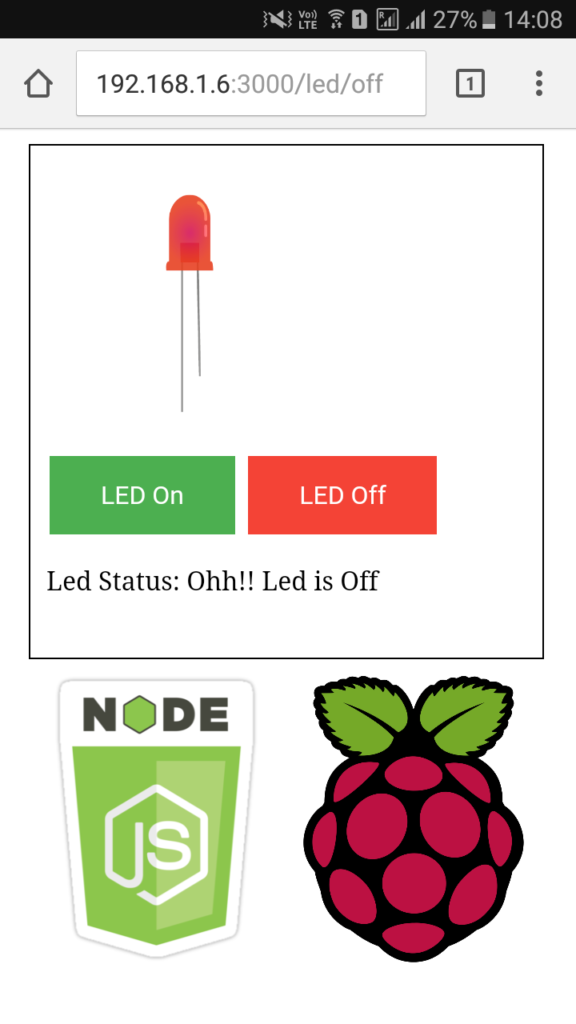 Vo)) LTE 1 R 27% 14:08
192.168.1.6:3000/led/off 1
LED On LED Off
Led Status: Ohh!! Led is Off
NODE
JS